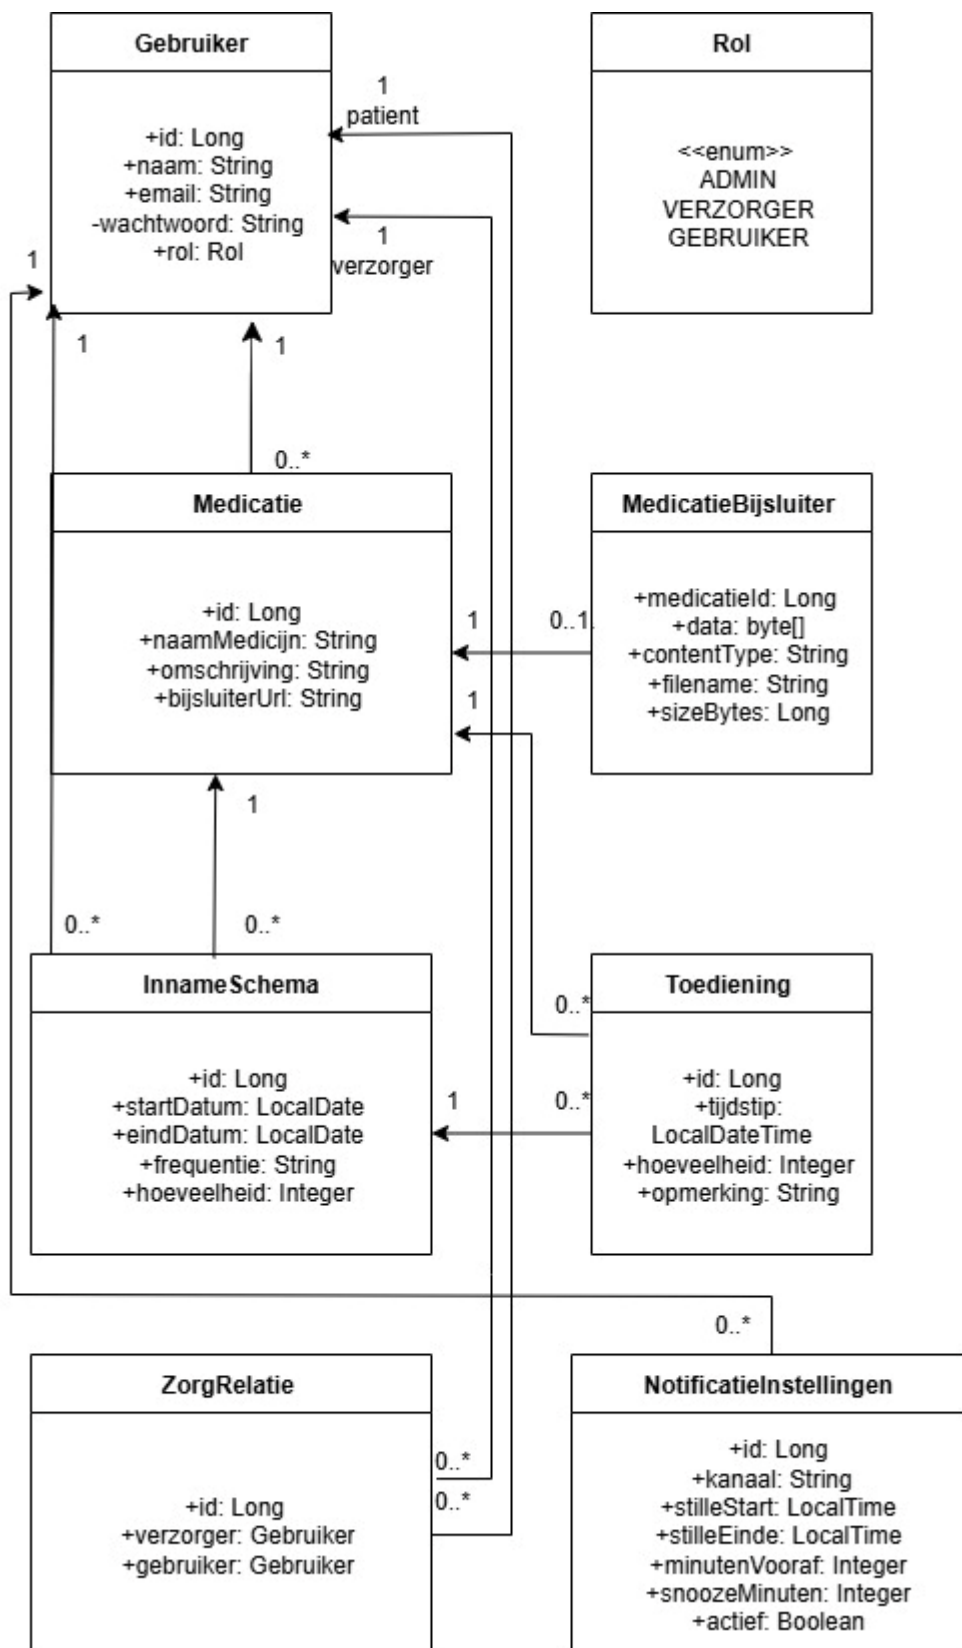 Gebruiker
+id: Long
+naam: String
+email: String
-wachtwoord: String
+rol: Rol
Rol
<<enum>>
ADMIN
VERZORGER
GEBRUIKER
1
patient
1
verzorger
1
1
1
0..*
Medicatie
+id: Long
+naamMedicijn: String
+omschrijving: String
+bijsluiterUrl: String
MedicatieBijsluiter
+medicatieId: Long
+data: byte[]
+contentType: String
+filename: String
+sizeBytes: Long
1
0..1.
1
1
0..*
0..*
InnameSchema
+id: Long
+startDatum: LocalDate
+eindDatum: LocalDate
+frequentie: String
+hoeveelheid: Integer
Toediening
+id: Long
+tijdstip:
LocalDateTime
+hoeveelheid: Integer
+opmerking: String
0..*
1
0..*
0..*
ZorgRelatie
+id: Long
+verzorger: Gebruiker
+gebruiker: Gebruiker
0..*
0..*
NotificatieInstellingen
+id: Long
+kanaal: String
+stilleStart: LocalTime
+stilleEinde: LocalTime
+minutenVooraf: Integer
+snoozeMinuten: Integer
+actief: Boolean